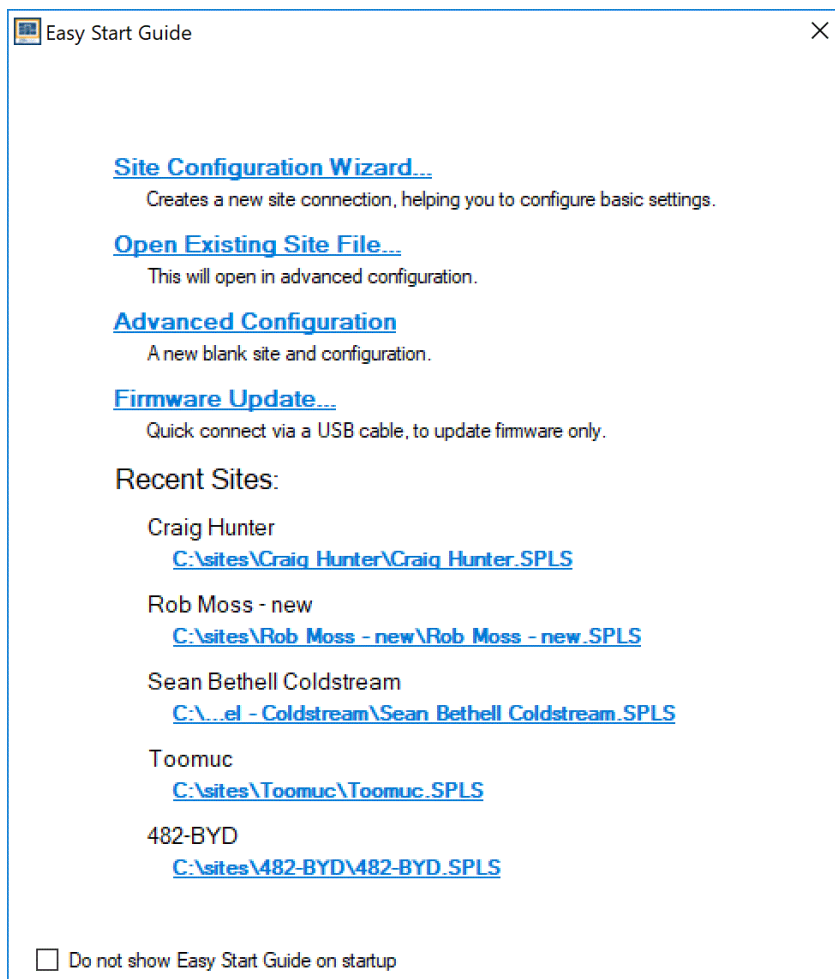 Easy Start Guide
Site Configuration Wizard...
Creates a new site connection, helping you to configure basic settings.
Open Existing Site File...
This will open in advanced configuration.
Advanced Configuration
A new blank site and configuration.
Firmware Update...
Quick connect via a USB cable, to update firmware only.
Recent Sites:
Craig Hunter
C:\sites\Craig Hunter\Craig Hunter.SPLS
Rob Moss - new
C:\sites\Rob Moss - new\Rob Moss - new.SPLS
Sean Bethell Coldstream
C:\...el - Coldstream\Sean Bethell Coldstream.SPLS
Toomuc
C:\sites\Toomuc\Toomuc.SPLS
482-BYD
C:\sites\482-BYD\482-BYD.SPLS
Do not show Easy Start Guide on startup